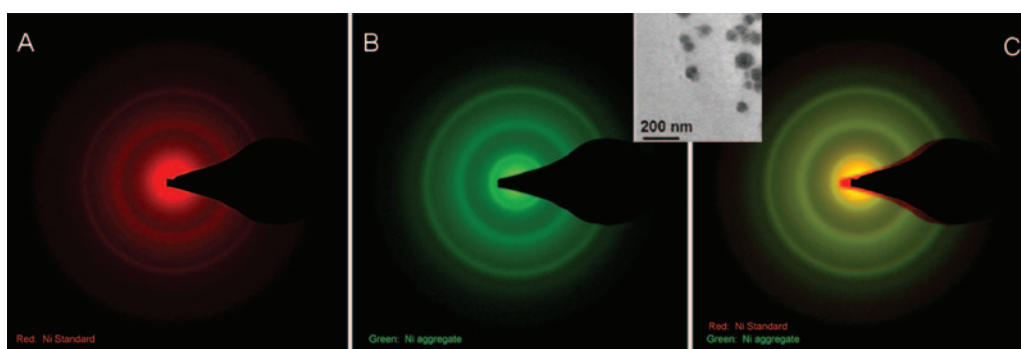 A
B
C
200 nm
Red: Ni Standard
Green: Ni aggregate
Red: Ni Standard
Green: Ni aggregate